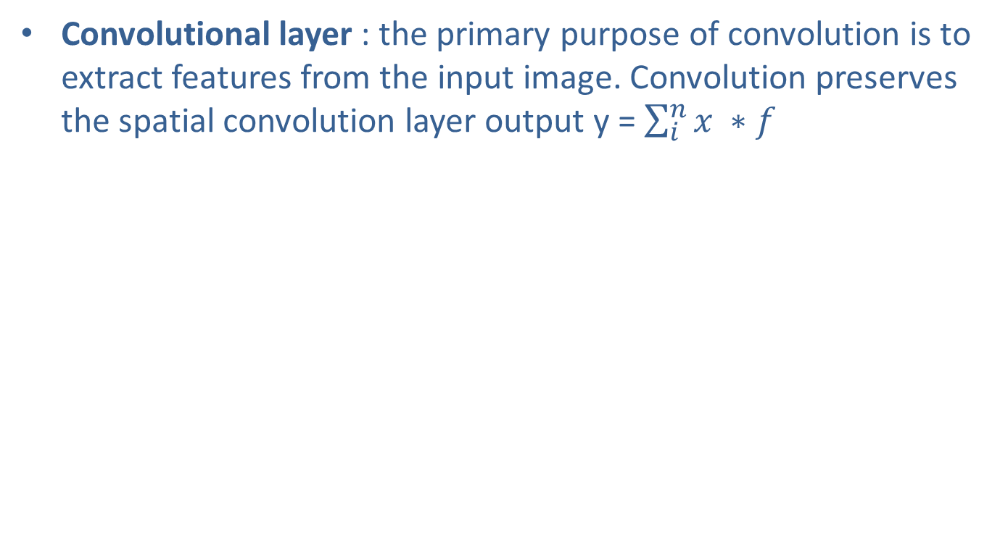 • Convolutional layer : the primary purpose of convolution is to
extract features from the input image. Convolution preserves
the spatial convolution layer output y = ∑ᵢⁿ x ∗ f